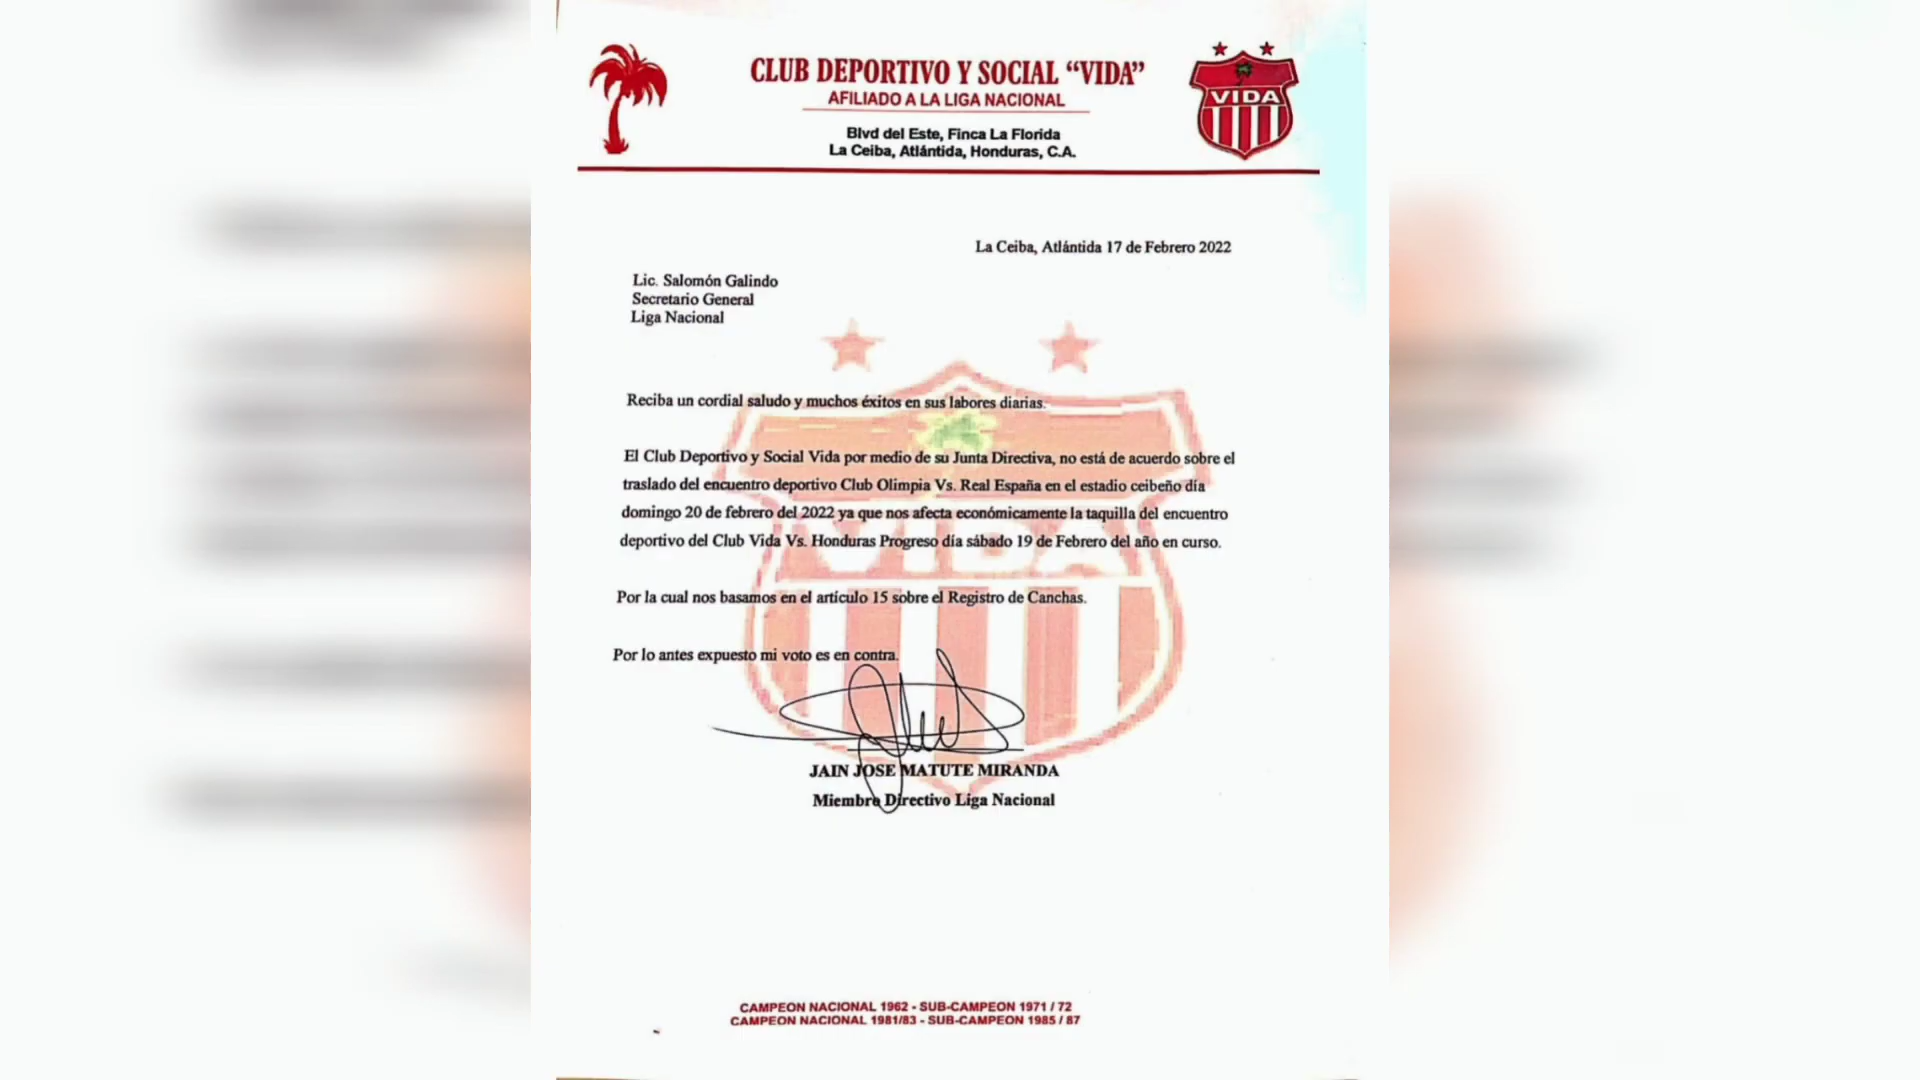 CLUB DEPORTIVO Y SOCIAL “VIDA”
AFILIADO A LA LIGA NACIONAL
Blvd del Este, Finca La Florida
La Ceiba, Atlántida, Honduras, C.A.
VIDA
La Ceiba, Atlántida 17 de Febrero 2022
Lic. Salomón Galindo
Secretario General
Liga Nacional
Reciba un cordial saludo y muchos éxitos en sus labores diarias.
El Club Deportivo y Social Vida por medio de su Junta Directiva, no está de acuerdo sobre el
traslado del encuentro deportivo Club Olimpia Vs. Real España en el estadio ceibeño día
domingo 20 de febrero del 2022 ya que nos afecta económicamente la taquilla del encuentro
deportivo del Club Vida Vs. Honduras Progreso día sábado 19 de Febrero del año en curso.
VIDA
Por la cual nos basamos en el artículo 15 sobre el Registro de Canchas.
Por lo antes expuesto mi voto es en contra.
JAIN JOSE MATUTE MIRANDA
Miembro Directivo Liga Nacional
CAMPEON NACIONAL 1962 - SUB-CAMPEON 1971 / 72
CAMPEON NACIONAL 1981/83 - SUB-CAMPEON 1985 / 87